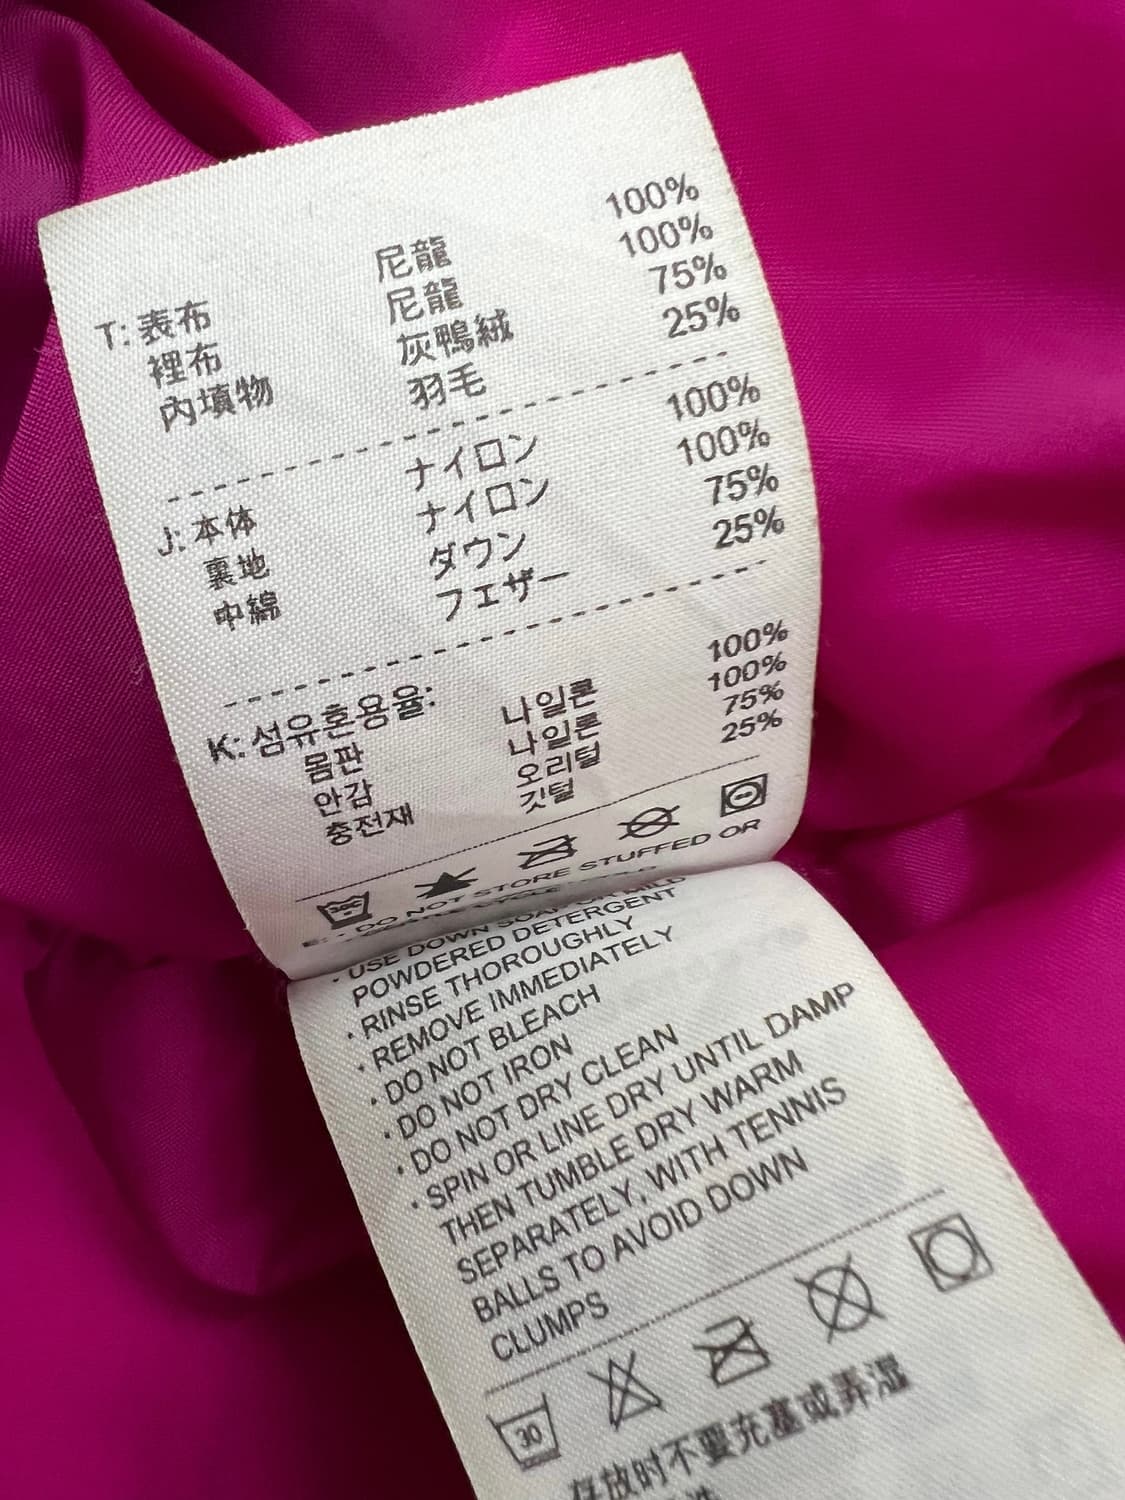 T: 表布 尼龍 100%
裡布 尼龍 100%
內填物 灰鴨絨 75%
羽毛 25%
J: 本体 ナイロン 100%
裏地 ナイロン 100%
中綿 ダウン 75%
フェザー 25%
K: 섬유혼용율:
몸판 나일론 100%
안감 나일론 100%
충전재 오리털 75%
깃털 25%
E: · DO NOT STORE STUFFED OR
· USE DOWN SOAP OR MILD
POWDERED DETERGENT
· RINSE THOROUGHLY
· REMOVE IMMEDIATELY
· DO NOT BLEACH
· DO NOT IRON
· DO NOT DRY CLEAN
· SPIN OR LINE DRY UNTIL DAMP
THEN TUMBLE DRY WARM
SEPARATELY, WITH TENNIS
BALLS TO AVOID DOWN
CLUMPS
30
存放时不要充塞或弄湿